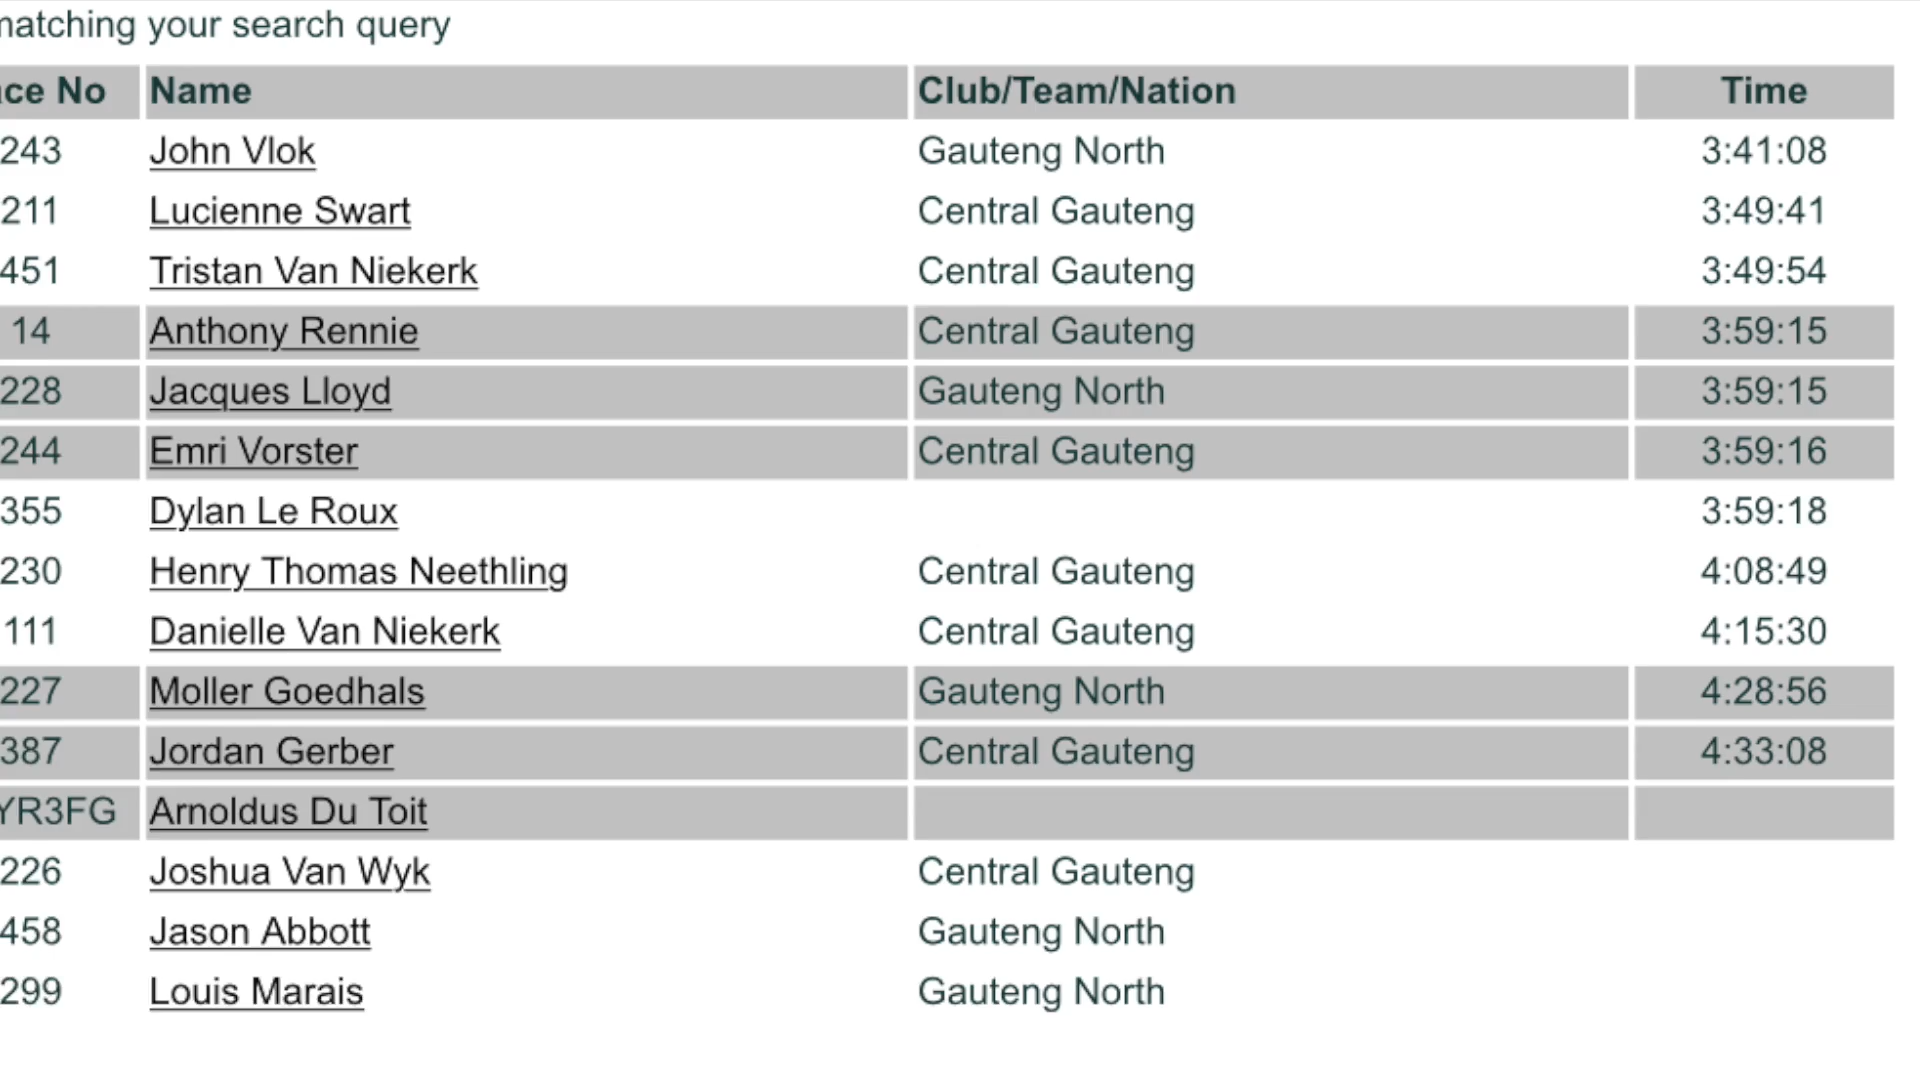 matching your search query
ace No Name Club/Team/Nation Time
243 John Vlok Gauteng North 3:41:08
211 Lucienne Swart Central Gauteng 3:49:41
451 Tristan Van Niekerk Central Gauteng 3:49:54
14 Anthony Rennie Central Gauteng 3:59:15
228 Jacques Lloyd Gauteng North 3:59:15
244 Emri Vorster Central Gauteng 3:59:16
355 Dylan Le Roux 3:59:18
230 Henry Thomas Neethling Central Gauteng 4:08:49
111 Danielle Van Niekerk Central Gauteng 4:15:30
227 Moller Goedhals Gauteng North 4:28:56
387 Jordan Gerber Central Gauteng 4:33:08
YR3FG Arnoldus Du Toit
226 Joshua Van Wyk Central Gauteng
458 Jason Abbott Gauteng North
299 Louis Marais Gauteng North